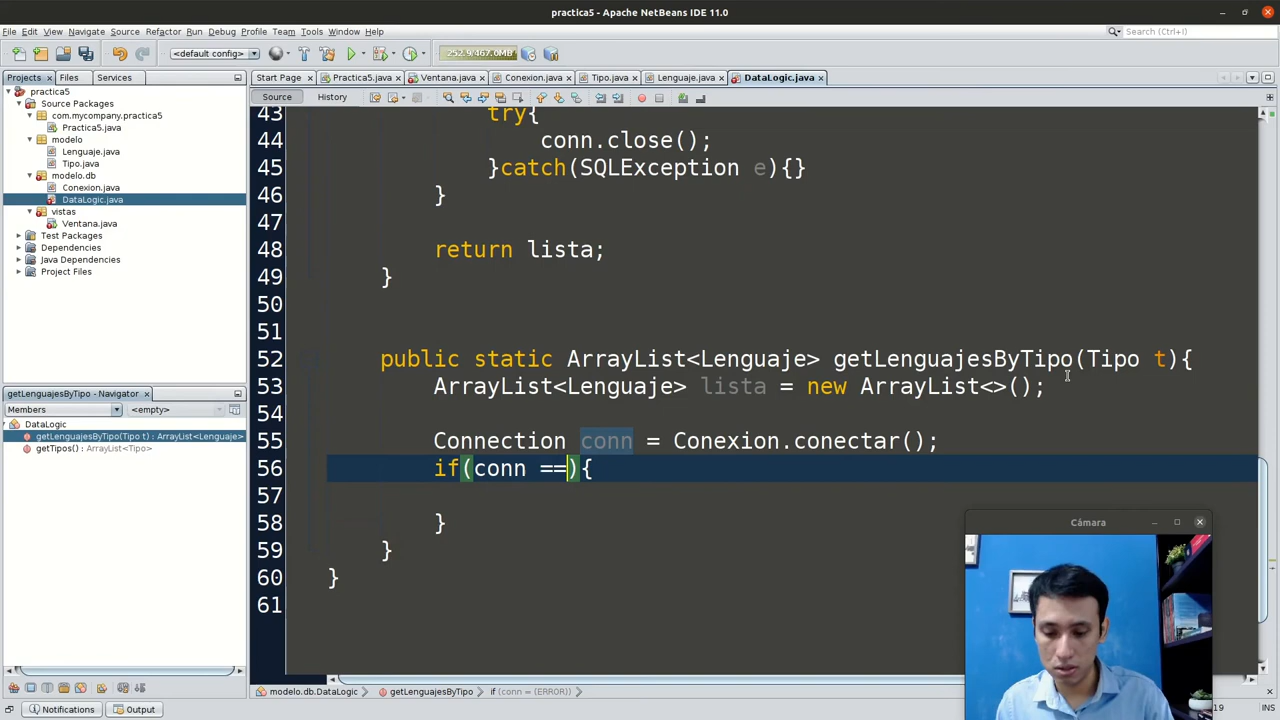 practica5 - Apache NetBeans IDE 11.0
File Edit View Navigate Source Refactor Run Debug Profile Team Tools Window Help
Search (Ctrl+I)
<default config>
252.9/467.0MB
Projects Files Services
Start Page Practica5.java Ventana.java Conexion.java Tipo.java Lenguaje.java DataLogic.java
Source History
practica5
Source Packages
com.mycompany.practica5
Practica5.java
modelo
Lenguaje.java
Tipo.java
modelo.db
Conexion.java
DataLogic.java
vistas
Ventana.java
Test Packages
Dependencies
Java Dependencies
Project Files
getLenguajesByTipo - Navigator
Members <empty>
DataLogic
getLenguajesByTipo(Tipo t) : ArrayList<Lenguaje>
getTipos() : ArrayList<Tipo>
43 try{
44 conn.close();
45 }catch(SQLException e){}
46 }
47
48 return lista;
49 }
50
51
52 public static ArrayList<Lenguaje> getLenguajesByTipo(Tipo t){
53 ArrayList<Lenguaje> lista = new ArrayList<>();
54
55 Connection conn = Conexion.conectar();
56 if(conn ==){
57
58 }
59 }
60 }
61
Cámara
modelo.db.DataLogic getLenguajesByTipo if (conn = (ERROR))
Notifications Output
19 INS